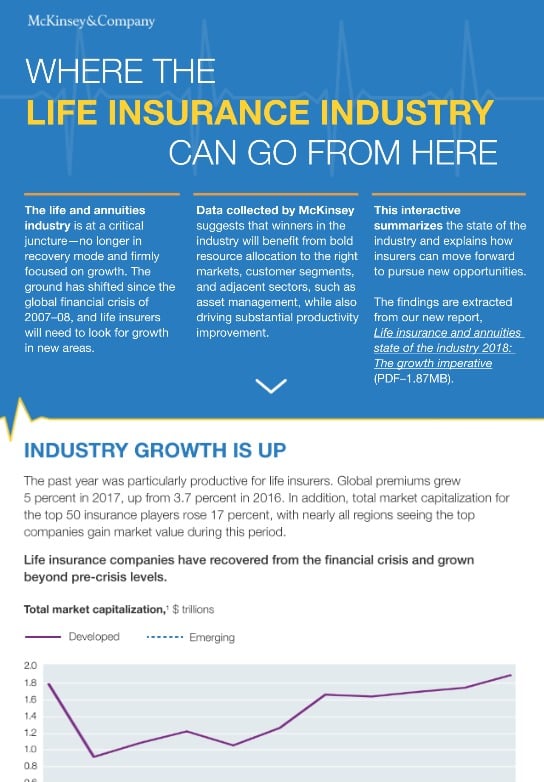 McKinsey&Company
WHERE THE
LIFE INSURANCE INDUSTRY
CAN GO FROM HERE
The life and annuities
industry is at a critical
juncture—no longer in
recovery mode and firmly
focused on growth. The
ground has shifted since the
global financial crisis of
2007–08, and life insurers
will need to look for growth
in new areas.
Data collected by McKinsey
suggests that winners in the
industry will benefit from bold
resource allocation to the right
markets, customer segments,
and adjacent sectors, such as
asset management, while also
driving substantial productivity
improvement.
This interactive
summarizes the state of the
industry and explains how
insurers can move forward
to pursue new opportunities.
The findings are extracted
from our new report,
Life insurance and annuities
state of the industry 2018:
The growth imperative
(PDF–1.87MB).
INDUSTRY GROWTH IS UP
The past year was particularly productive for life insurers. Global premiums grew
5 percent in 2017, up from 3.7 percent in 2016. In addition, total market capitalization for
the top 50 insurance players rose 17 percent, with nearly all regions seeing the top
companies gain market value during this period.
Life insurance companies have recovered from the financial crisis and grown
beyond pre-crisis levels.
Total market capitalization,¹ $ trillions
Developed
Emerging
2.0
1.8
1.6
1.4
1.2
1.0
0.8